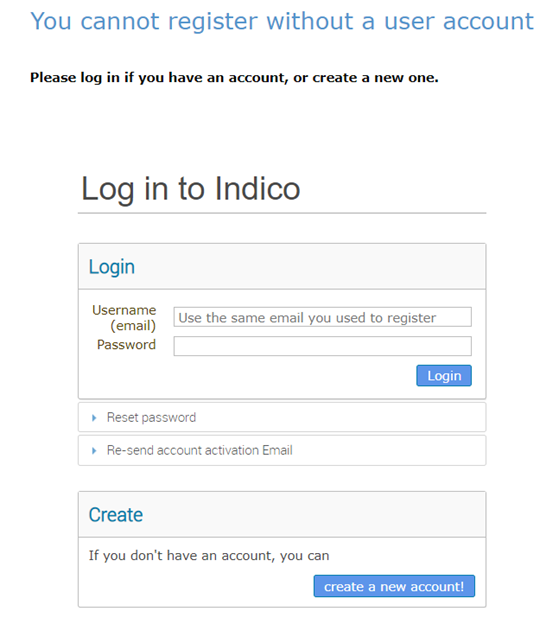 You cannot register without a user account
Please log in if you have an account, or create a new one.
Log in to Indico
Login
Username
(email)
Use the same email you used to register
Password
Login
Reset password
Re-send account activation Email
Create
If you don't have an account, you can
create a new account!